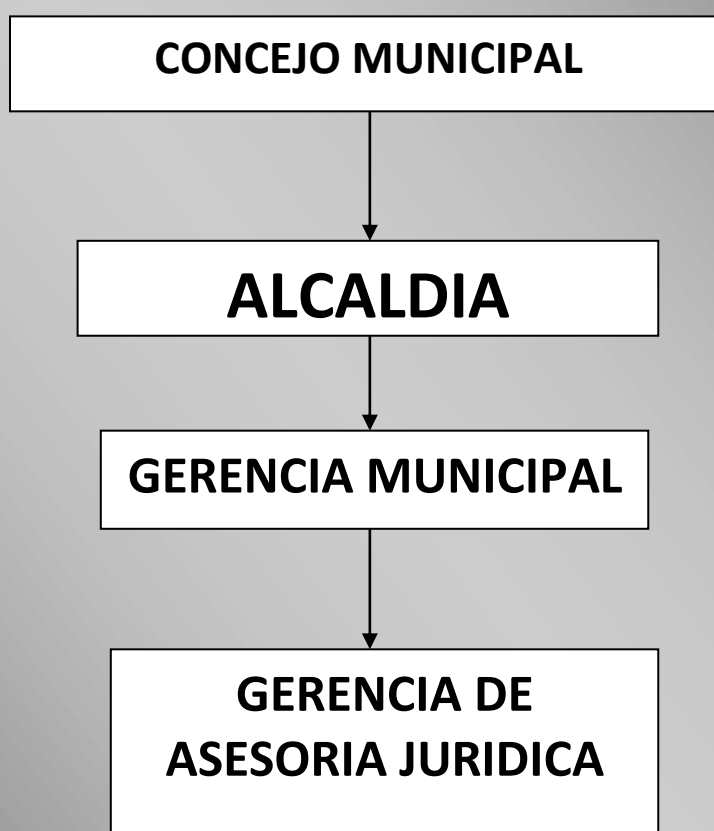 CONCEJO MUNICIPAL
ALCALDIA
GERENCIA MUNICIPAL
GERENCIA DE
ASESORIA JURIDICA